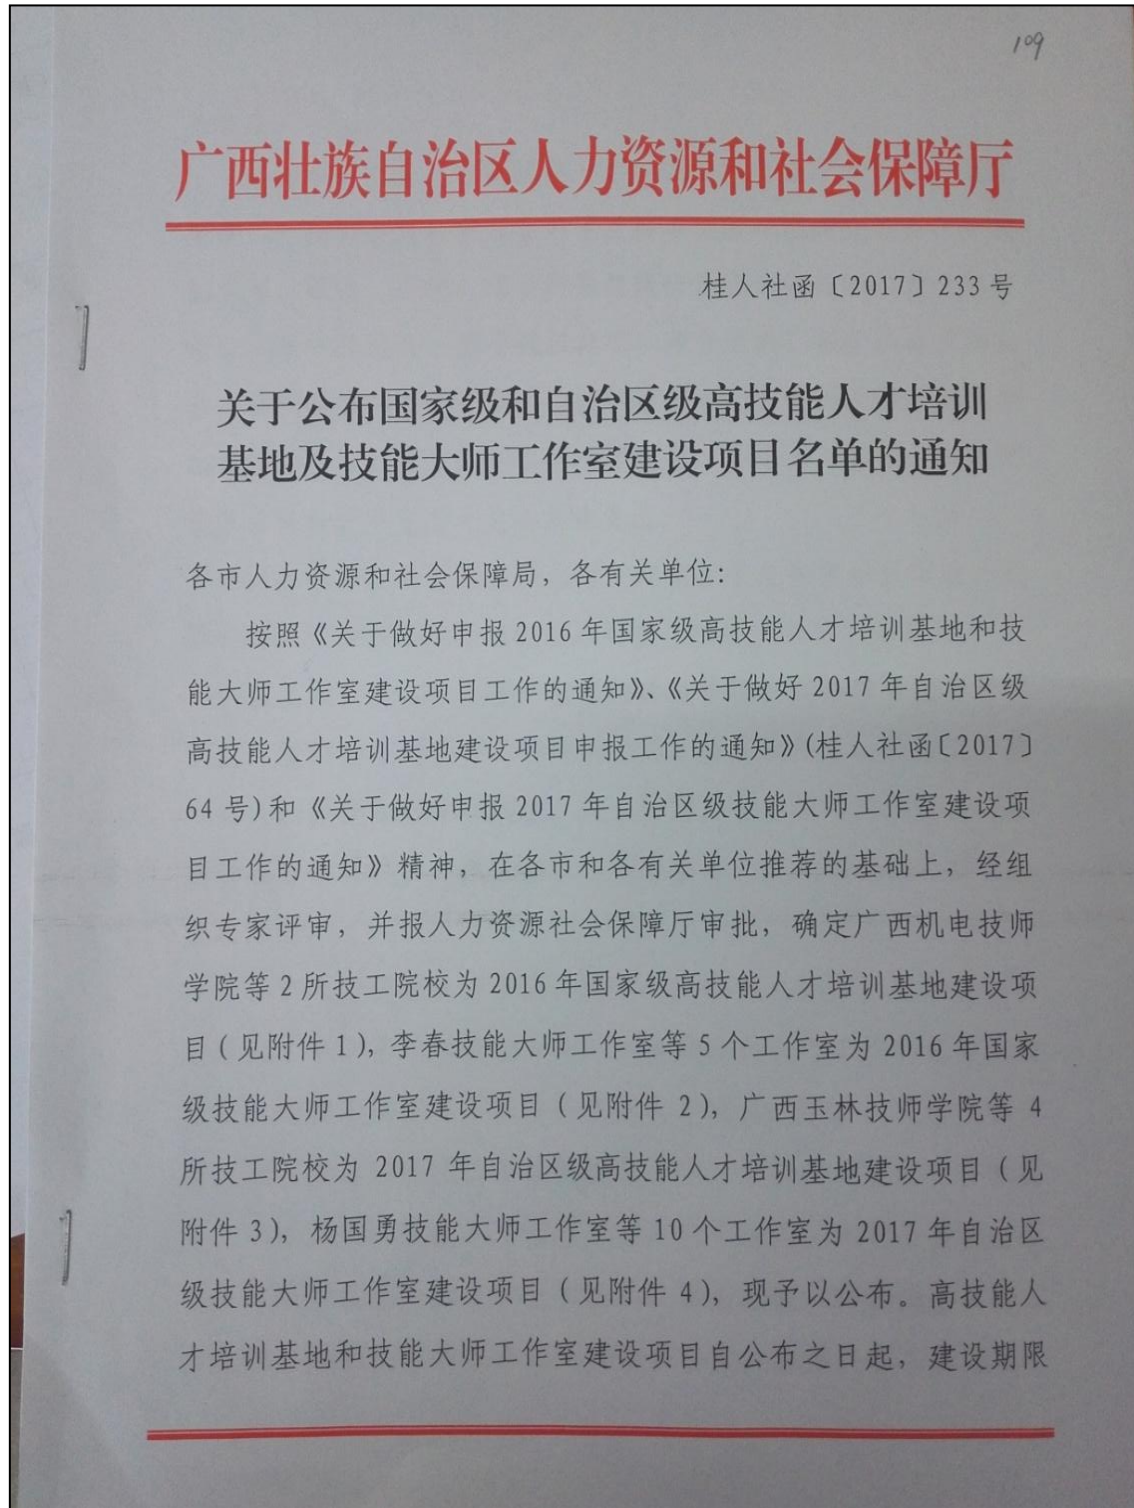 109
广西壮族自治区人力资源和社会保障厅
桂人社函〔2017〕233号
关于公布国家级和自治区级高技能人才培训
基地及技能大师工作室建设项目名单的通知
各市人力资源和社会保障局，各有关单位：
按照《关于做好申报2016年国家级高技能人才培训基地和技
能大师工作室建设项目工作的通知》、《关于做好2017年自治区级
高技能人才培训基地建设项目申报工作的通知》(桂人社函〔2017〕
64号)和《关于做好申报2017年自治区级技能大师工作室建设项
目工作的通知》精神，在各市和各有关单位推荐的基础上，经组
织专家评审，并报人力资源社会保障厅审批，确定广西机电技师
学院等2所技工院校为2016年国家级高技能人才培训基地建设项
目（见附件1），李春技能大师工作室等5个工作室为2016年国家
级技能大师工作室建设项目（见附件2），广西玉林技师学院等4
所技工院校为2017年自治区级高技能人才培训基地建设项目（见
附件3），杨国勇技能大师工作室等10个工作室为2017年自治区
级技能大师工作室建设项目（见附件4），现予以公布。高技能人
才培训基地和技能大师工作室建设项目自公布之日起，建设期限